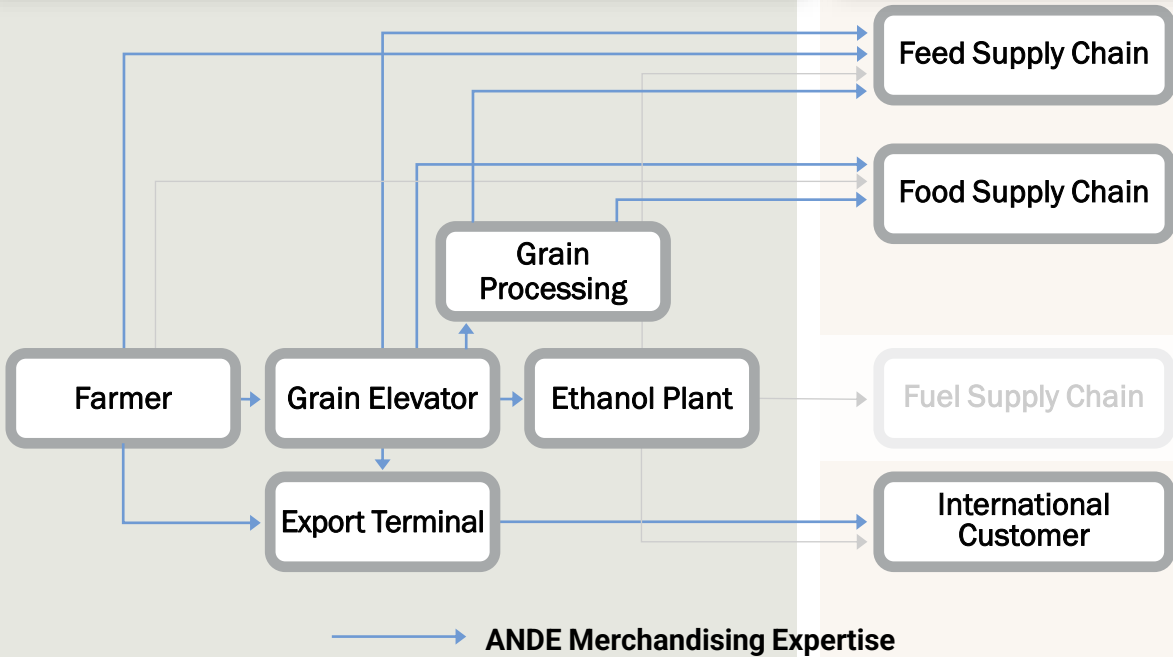 Feed Supply Chain
Food Supply Chain
Grain
Processing
Farmer
Grain Elevator
Ethanol Plant
Fuel Supply Chain
Export Terminal
International
Customer
ANDE Merchandising Expertise